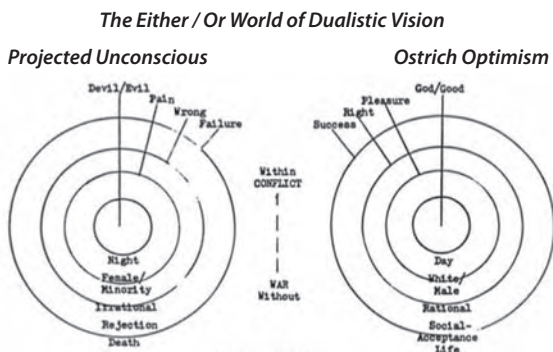 The Either / Or World of Dualistic Vision
Projected Unconscious
Ostrich Optimism
Devil/Evil
Pain
Wrong
Failure
God/Good
Pleasure
Right
Success
Within
CONFLICT
WAR
Without
Night
Female/
Minority
Irrational
Rejection
Death
Day
White/
Male
Rational
Social-
Acceptance
Life